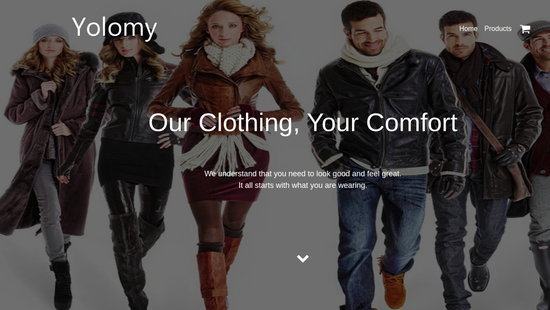 Yolomy
Home Products
Our Clothing, Your Comfort
We understand that you need to look good and feel great.
It all starts with what you are wearing.